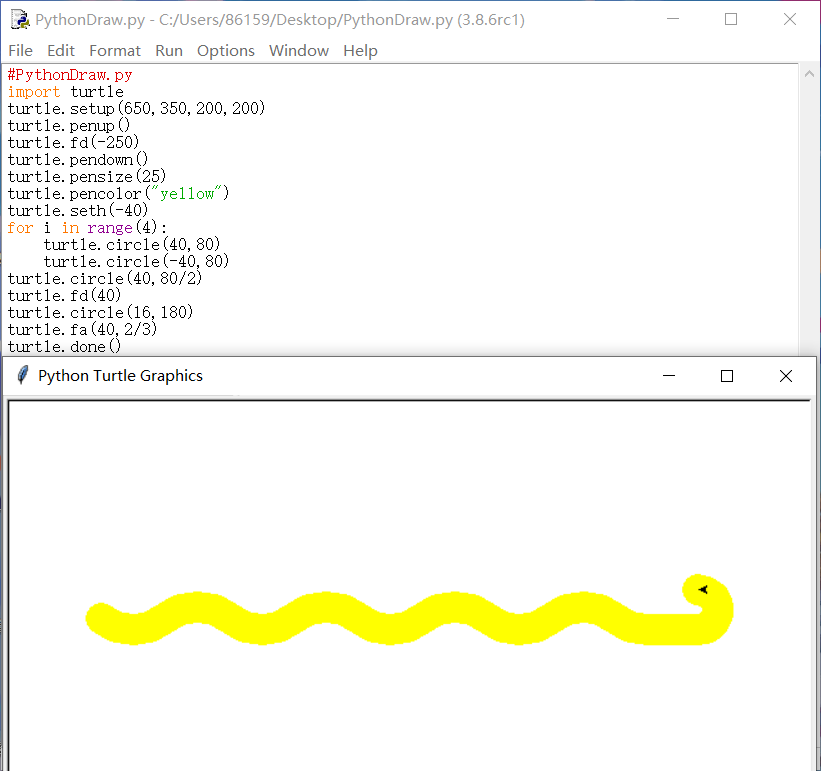 PythonDraw.py - C:/Users/86159/Desktop/PythonDraw.py (3.8.6rc1)
File Edit Format Run Options Window Help
#PythonDraw.py
import turtle
turtle.setup(650,350,200,200)
turtle.penup()
turtle.fd(-250)
turtle.pendown()
turtle.pensize(25)
turtle.pencolor("yellow")
turtle.seth(-40)
for i in range(4):
    turtle.circle(40,80)
    turtle.circle(-40,80)
turtle.circle(40,80/2)
turtle.fd(40)
turtle.circle(16,180)
turtle.fa(40,2/3)
turtle.done()
Python Turtle Graphics